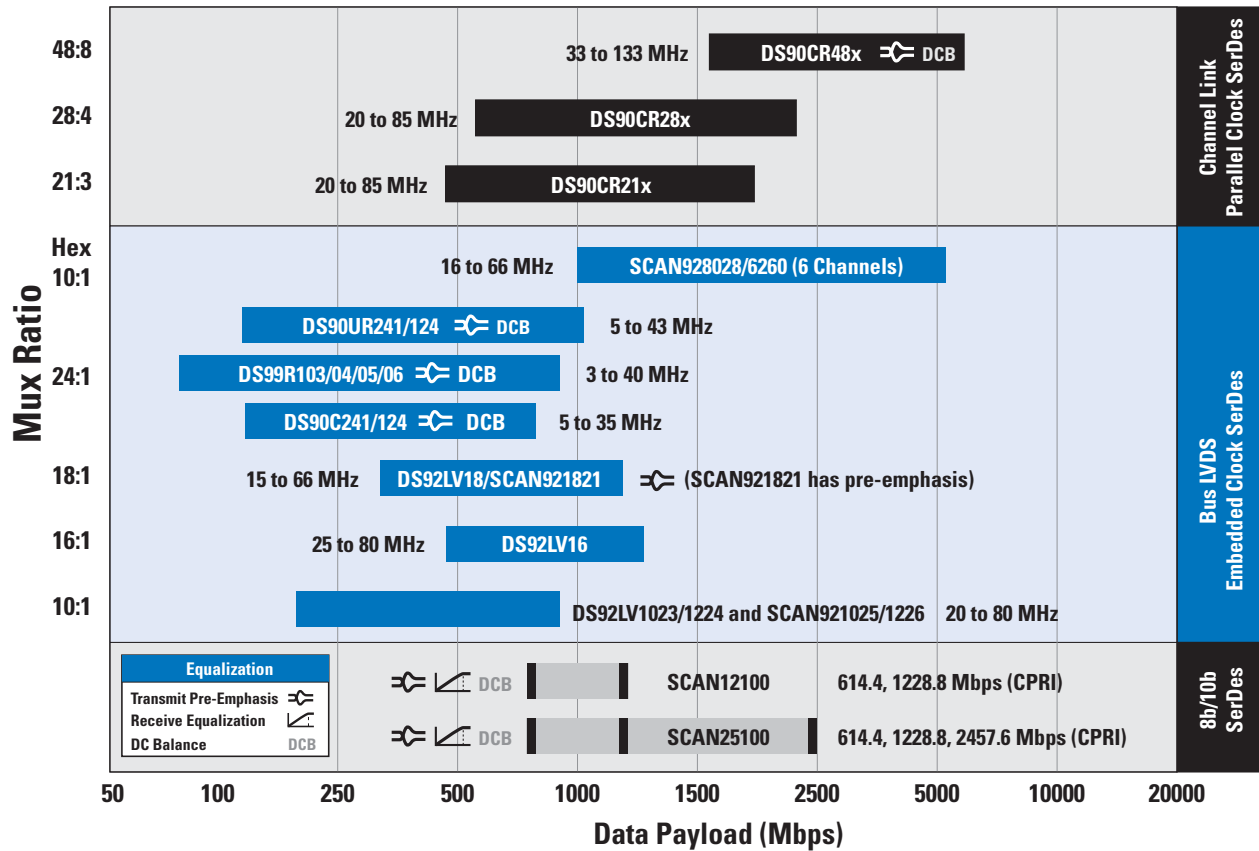 48:8
33 to 133 MHz
DS90CR48x DCB
28:4
20 to 85 MHz
DS90CR28x
21:3
20 to 85 MHz
DS90CR21x
Channel Link
Parallel Clock SerDes
Mux Ratio
Hex
10:1
16 to 66 MHz
SCAN928028/6260 (6 Channels)
DS90UR241/124 DCB
5 to 43 MHz
24:1
DS99R103/04/05/06 DCB
3 to 40 MHz
DS90C241/124 DCB
5 to 35 MHz
18:1
15 to 66 MHz
DS92LV18/SCAN921821
(SCAN921821 has pre-emphasis)
16:1
25 to 80 MHz
DS92LV16
10:1
DS92LV1023/1224 and SCAN921025/1226 20 to 80 MHz
Bus LVDS
Embedded Clock SerDes
Equalization
Transmit Pre-Emphasis
Receive Equalization
DC Balance DCB
DCB
SCAN12100
614.4, 1228.8 Mbps (CPRI)
DCB
SCAN25100
614.4, 1228.8, 2457.6 Mbps (CPRI)
8b/10b
SerDes
50 100 250 500 1000 1500 2500 5000 10000 20000
Data Payload (Mbps)